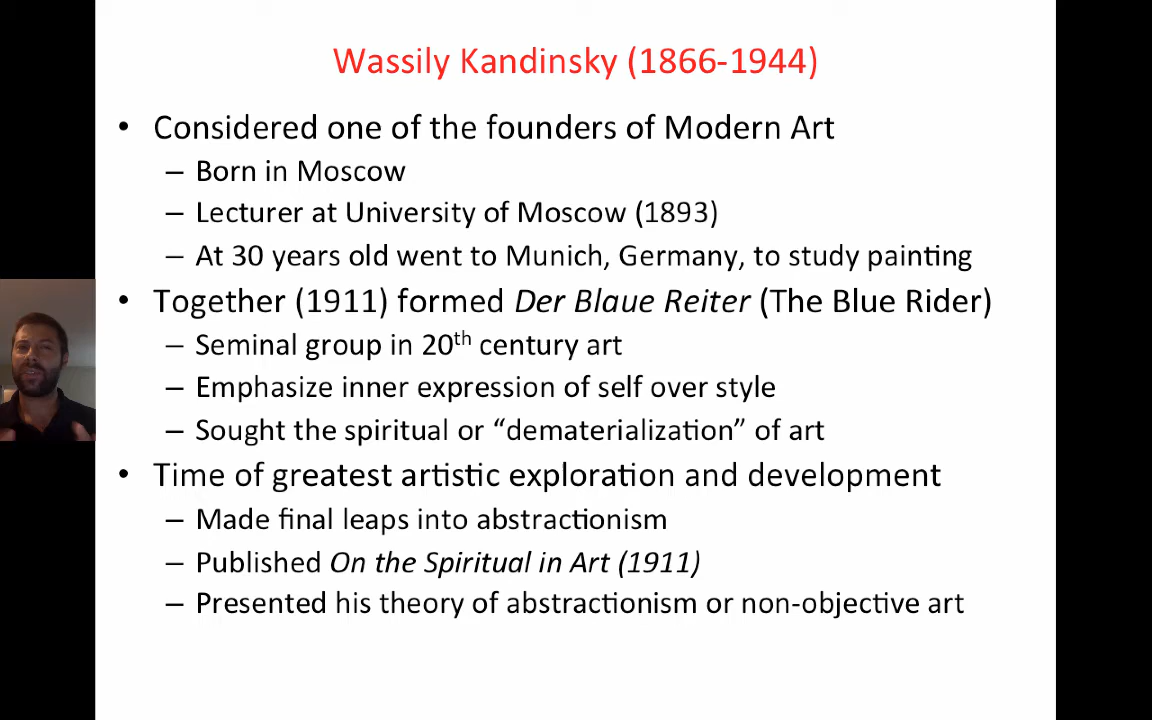 Wassily Kandinsky (1866-1944)
• Considered one of the founders of Modern Art
– Born in Moscow
– Lecturer at University of Moscow (1893)
– At 30 years old went to Munich, Germany, to study painting
• Together (1911) formed Der Blaue Reiter (The Blue Rider)
– Seminal group in 20th century art
– Emphasize inner expression of self over style
– Sought the spiritual or “dematerialization” of art
• Time of greatest artistic exploration and development
– Made final leaps into abstractionism
– Published On the Spiritual in Art (1911)
– Presented his theory of abstractionism or non-objective art